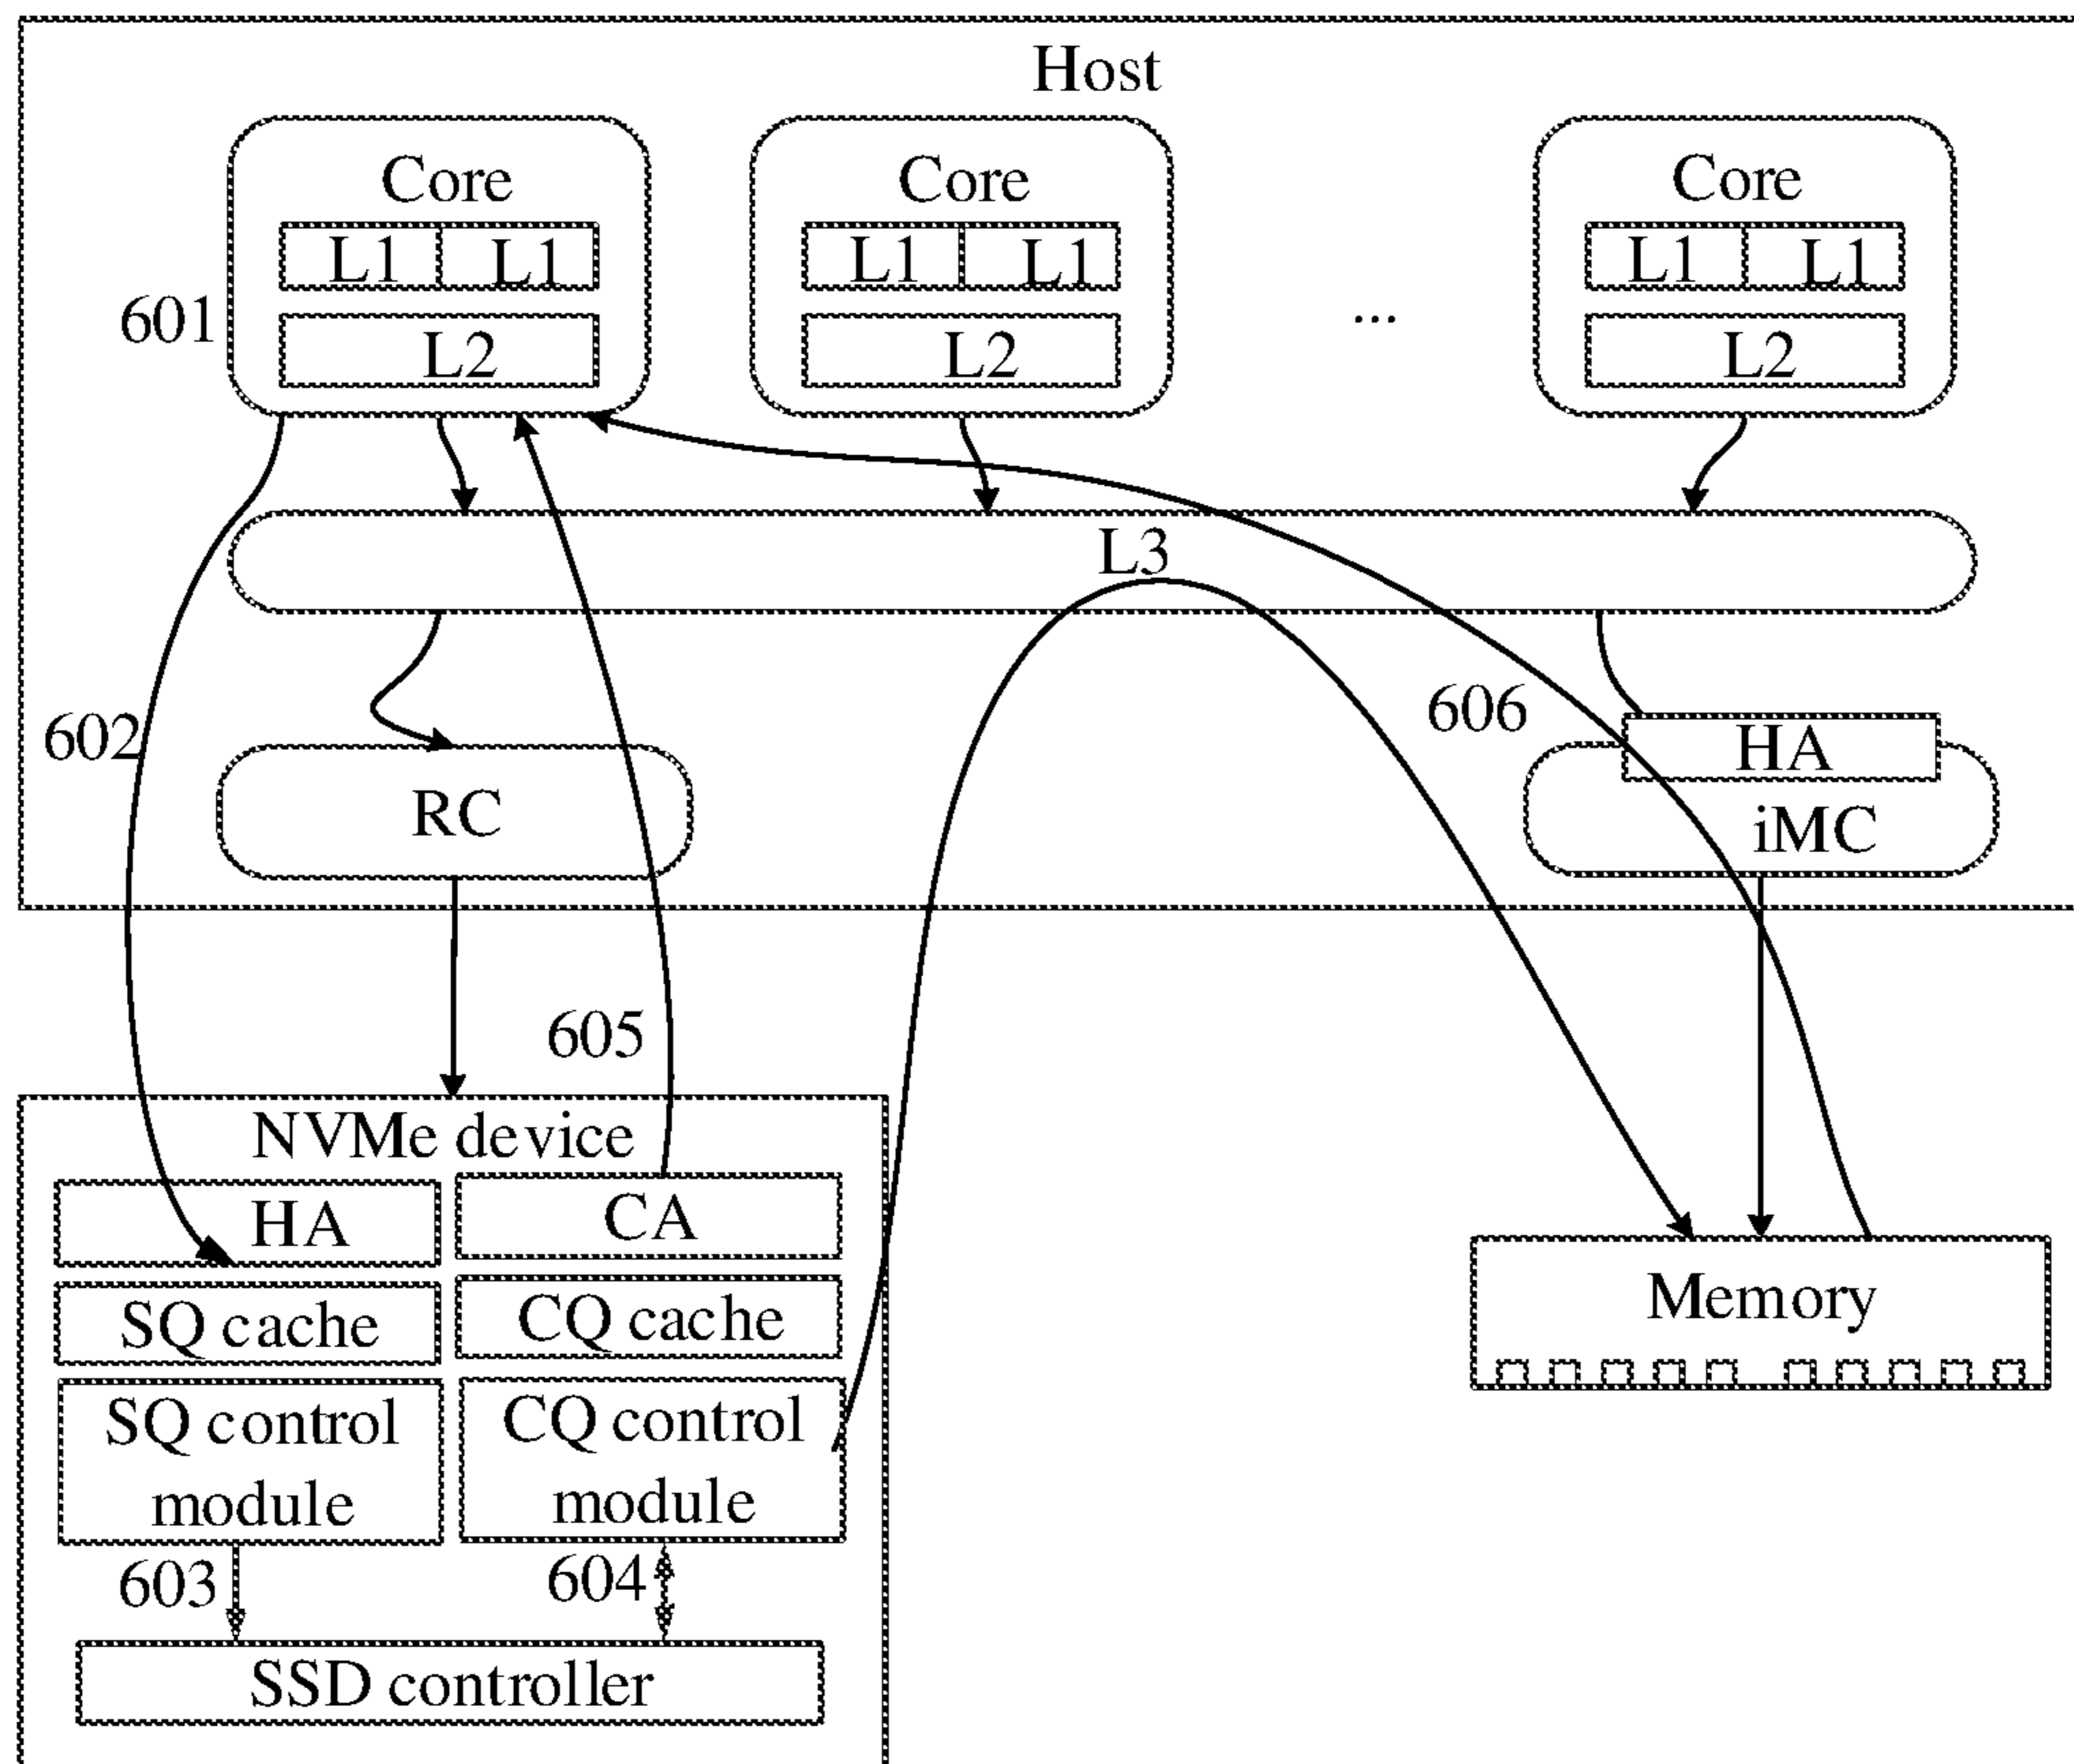 Host
Core
Core
Core
L1 L1
L1 L1
L1 L1
601
L2
L2
...
L2
L3
602
606
HA
RC
iMC
605
NVMe device
HA
CA
SQ cache
CQ cache
Memory
SQ control
module
CQ control
module
603
604
SSD controller